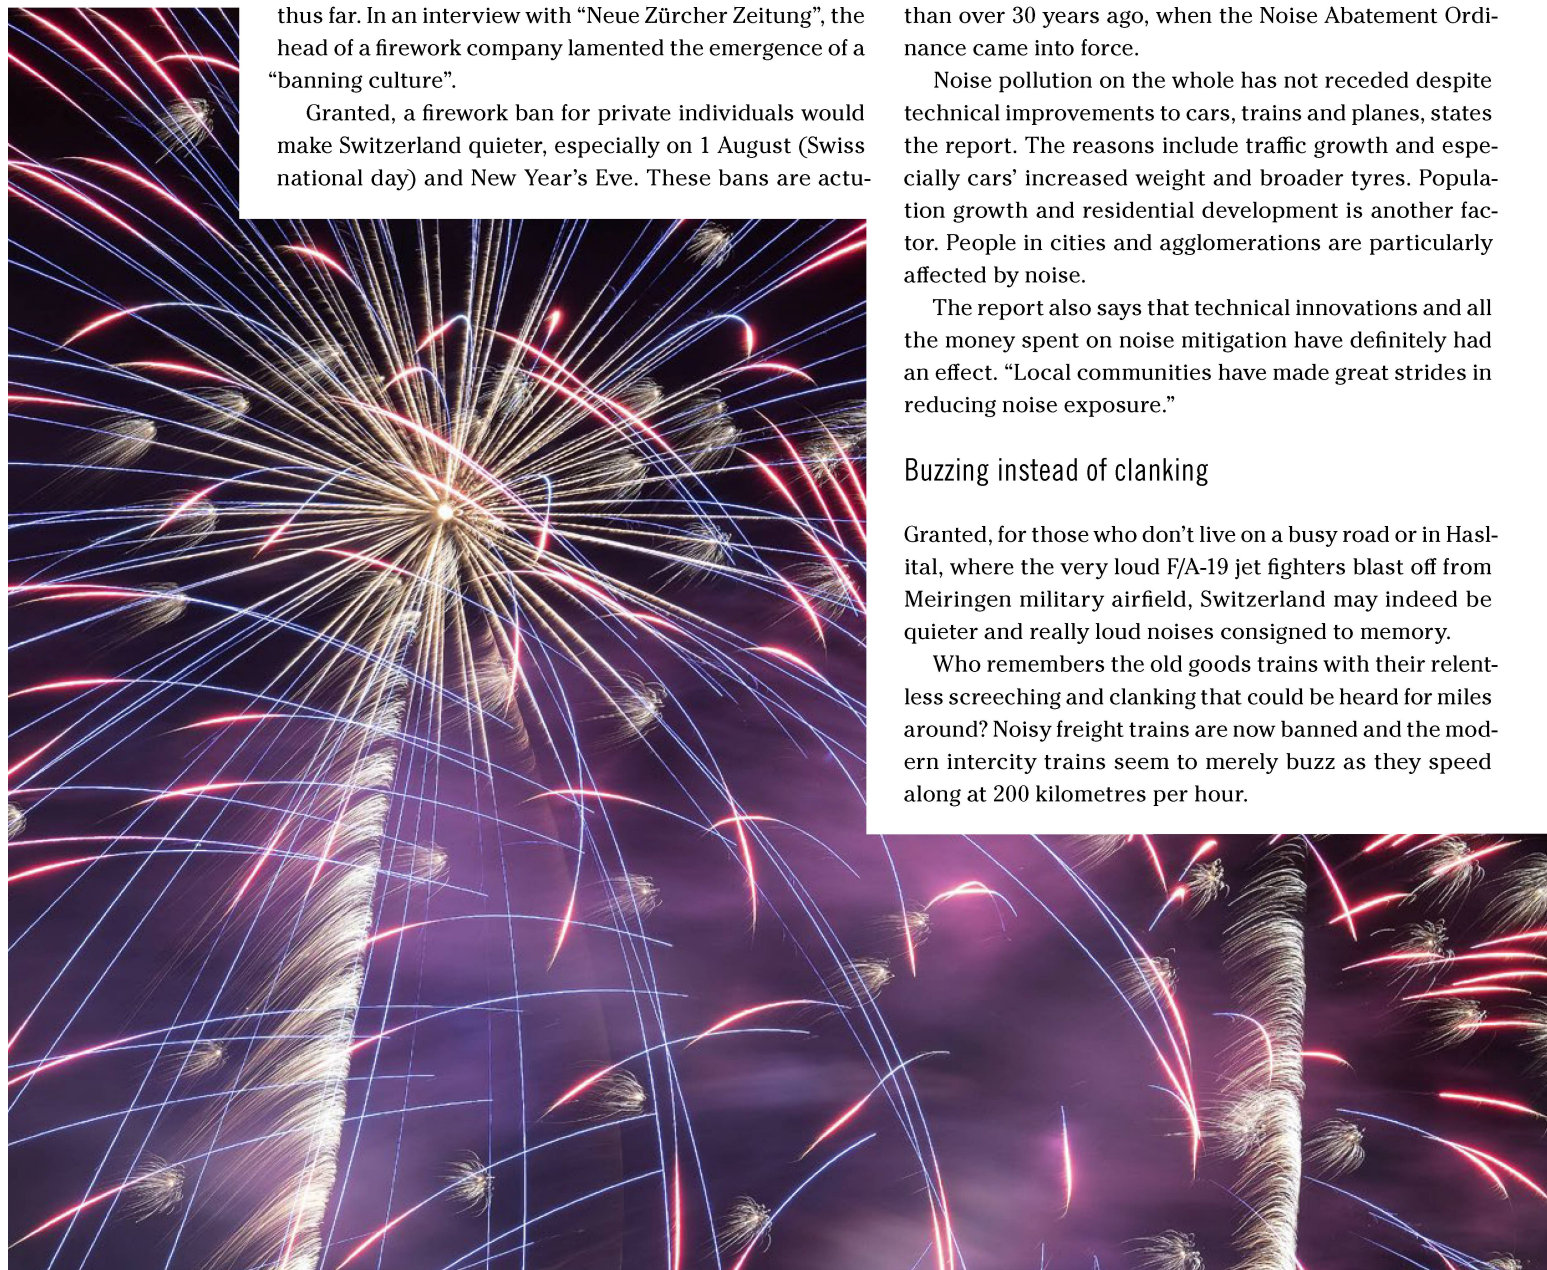 thus far. In an interview with “Neue Zürcher Zeitung”, the
head of a firework company lamented the emergence of a
“banning culture”.
Granted, a firework ban for private individuals would
make Switzerland quieter, especially on 1 August (Swiss
national day) and New Year’s Eve. These bans are actu-
than over 30 years ago, when the Noise Abatement Ordi-
nance came into force.
Noise pollution on the whole has not receded despite
technical improvements to cars, trains and planes, states
the report. The reasons include traffic growth and espe-
cially cars’ increased weight and broader tyres. Popula-
tion growth and residential development is another fac-
tor. People in cities and agglomerations are particularly
affected by noise.
The report also says that technical innovations and all
the money spent on noise mitigation have definitely had
an effect. “Local communities have made great strides in
reducing noise exposure.”
Buzzing instead of clanking
Granted, for those who don’t live on a busy road or in Hasl-
ital, where the very loud F/A-19 jet fighters blast off from
Meiringen military airfield, Switzerland may indeed be
quieter and really loud noises consigned to memory.
Who remembers the old goods trains with their relent-
less screeching and clanking that could be heard for miles
around? Noisy freight trains are now banned and the mod-
ern intercity trains seem to merely buzz as they speed
along at 200 kilometres per hour.